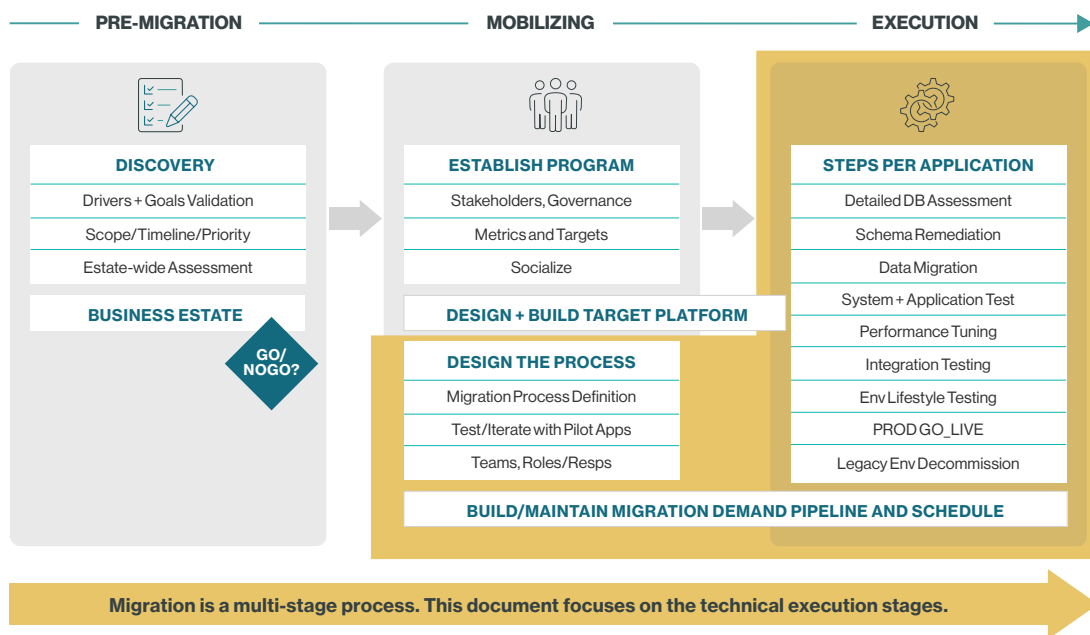 PRE-MIGRATION
MOBILIZING
EXECUTION
DISCOVERY
Drivers + Goals Validation
Scope/Timeline/Priority
Estate-wide Assessment
BUSINESS ESTATE
GO/
NOGO?
ESTABLISH PROGRAM
Stakeholders, Governance
Metrics and Targets
Socialize
DESIGN + BUILD TARGET PLATFORM
DESIGN THE PROCESS
Migration Process Definition
Test/Iterate with Pilot Apps
Teams, Roles/Resps
STEPS PER APPLICATION
Detailed DB Assessment
Schema Remediation
Data Migration
System + Application Test
Performance Tuning
Integration Testing
Env Lifestyle Testing
PROD GO_LIVE
Legacy Env Decommission
BUILD/MAINTAIN MIGRATION DEMAND PIPELINE AND SCHEDULE
Migration is a multi-stage process. This document focuses on the technical execution stages.